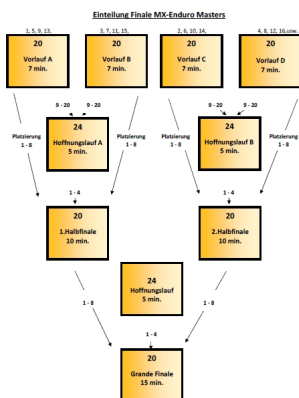 Einteilung Finale MX-Enduro Masters
1, 5, 9, 13,
3, 7, 11, 15,
2, 6, 10, 14,
4, 8, 12, 16,usw.
20
Vorlauf A
7 min.
20
Vorlauf B
7 min.
20
Vorlauf C
7 min.
20
Vorlauf D
7 min.
9 - 20
9 - 20
9 - 20
9 - 20
Platzierung
1 - 8
24
Hoffnungslauf A
5 min.
Platzierung
1 - 8
Platzierung
1 - 8
24
Hoffnungslauf B
5 min.
Platzierung
1 - 8
1 - 4
1 - 4
20
1.Halbfinale
10 min.
20
2.Halbfinale
10 min.
24
Hoffnungslauf
5 min.
1 - 8
1 - 8
1 - 4
20
Grande Finale
15 min.